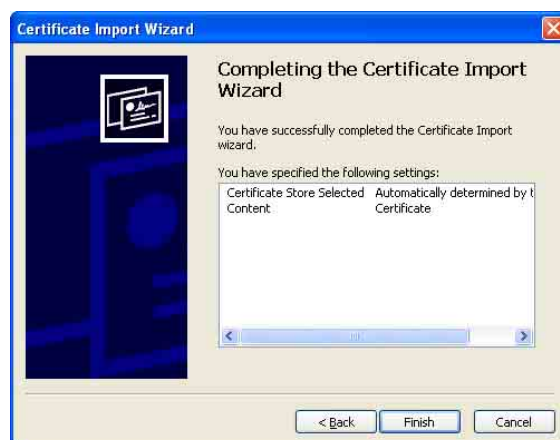 Certificate Import Wizard
Completing the Certificate Import
Wizard
You have successfully completed the Certificate Import
wizard.
You have specified the following settings:
Certificate Store Selected Automatically determined by t
Content Certificate
< Back Finish Cancel